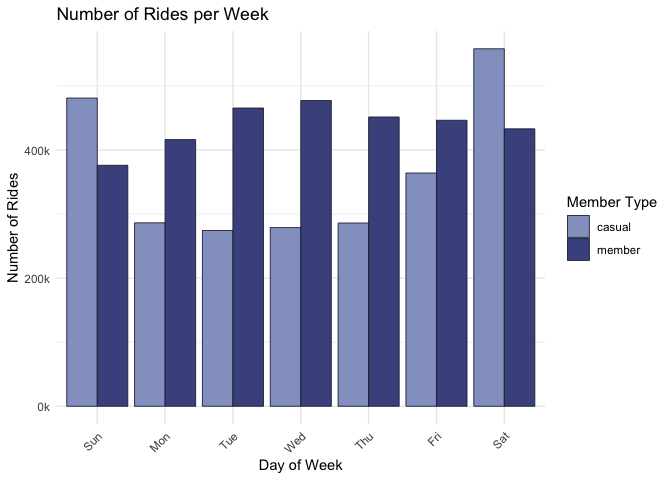 Number of Rides per Week
Number of Rides
400k
200k
0k
Sun
Mon
Tue
Wed
Thu
Fri
Sat
Day of Week
Member Type
casual
member